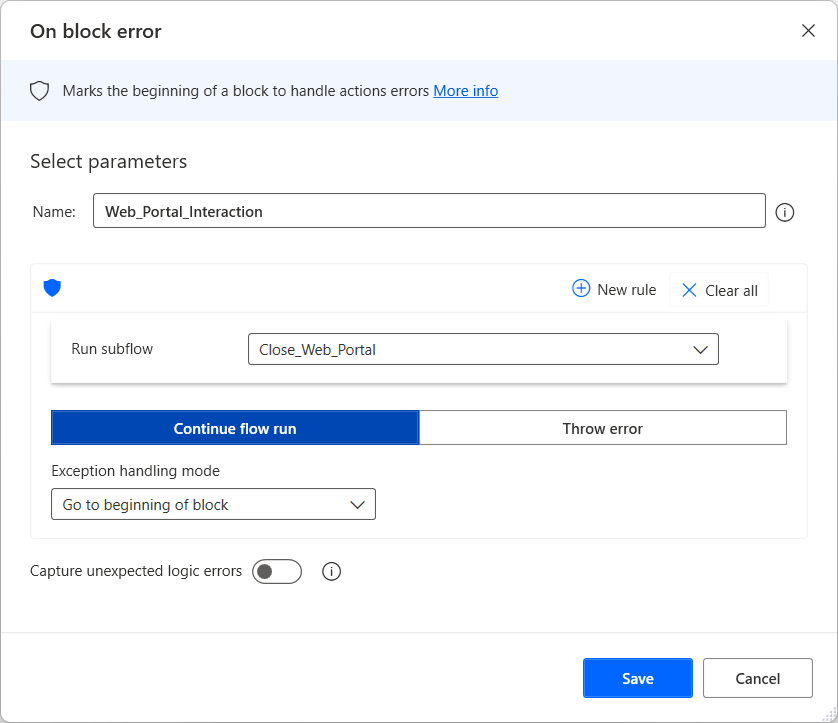 On block error
Marks the beginning of a block to handle actions errors More info
Select parameters
Name: Web_Portal_Interaction
New rule Clear all
Run subflow Close_Web_Portal
Continue flow run Throw error
Exception handling mode
Go to beginning of block
Capture unexpected logic errors
Save Cancel